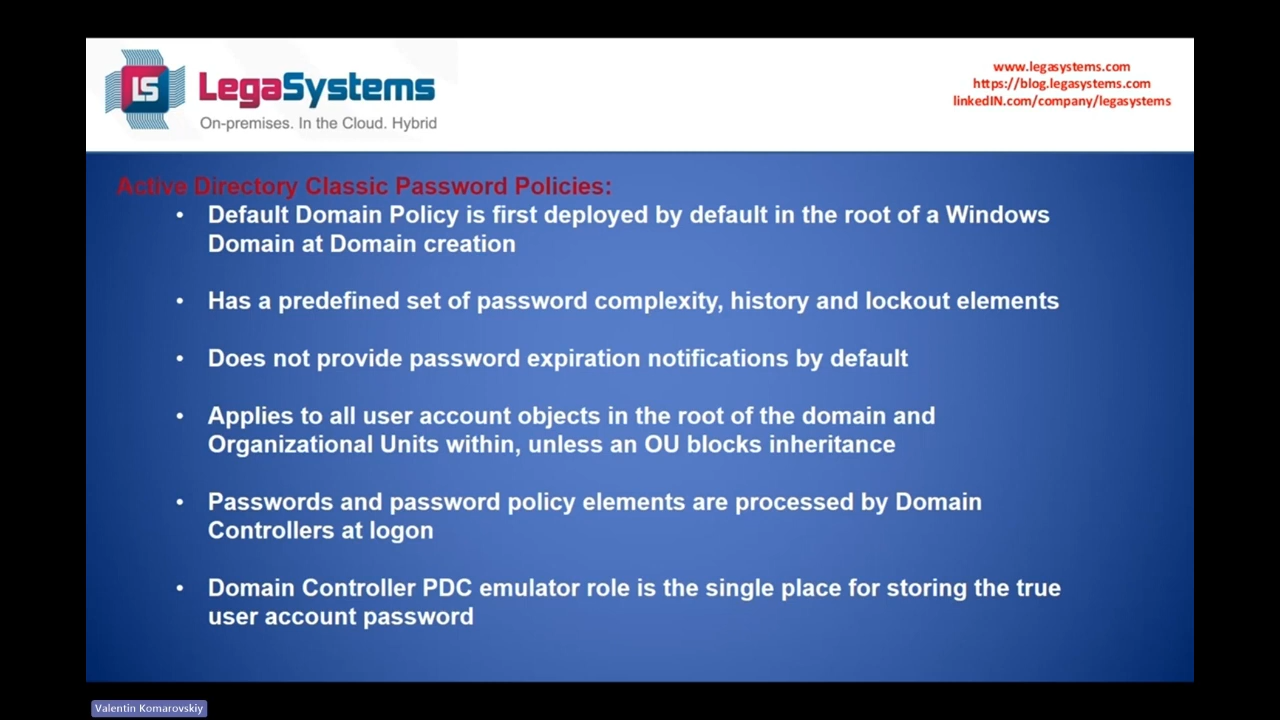 LS
LegaSystems
On-premises. In the Cloud. Hybrid
www.legasystems.com
https://blog.legasystems.com
linkedIN.com/company/legasystems
Active Directory Classic Password Policies:
• Default Domain Policy is first deployed by default in the root of a Windows
Domain at Domain creation
• Has a predefined set of password complexity, history and lockout elements
• Does not provide password expiration notifications by default
• Applies to all user account objects in the root of the domain and
Organizational Units within, unless an OU blocks inheritance
• Passwords and password policy elements are processed by Domain
Controllers at logon
• Domain Controller PDC emulator role is the single place for storing the true
user account password
Valentin Komarovskiy